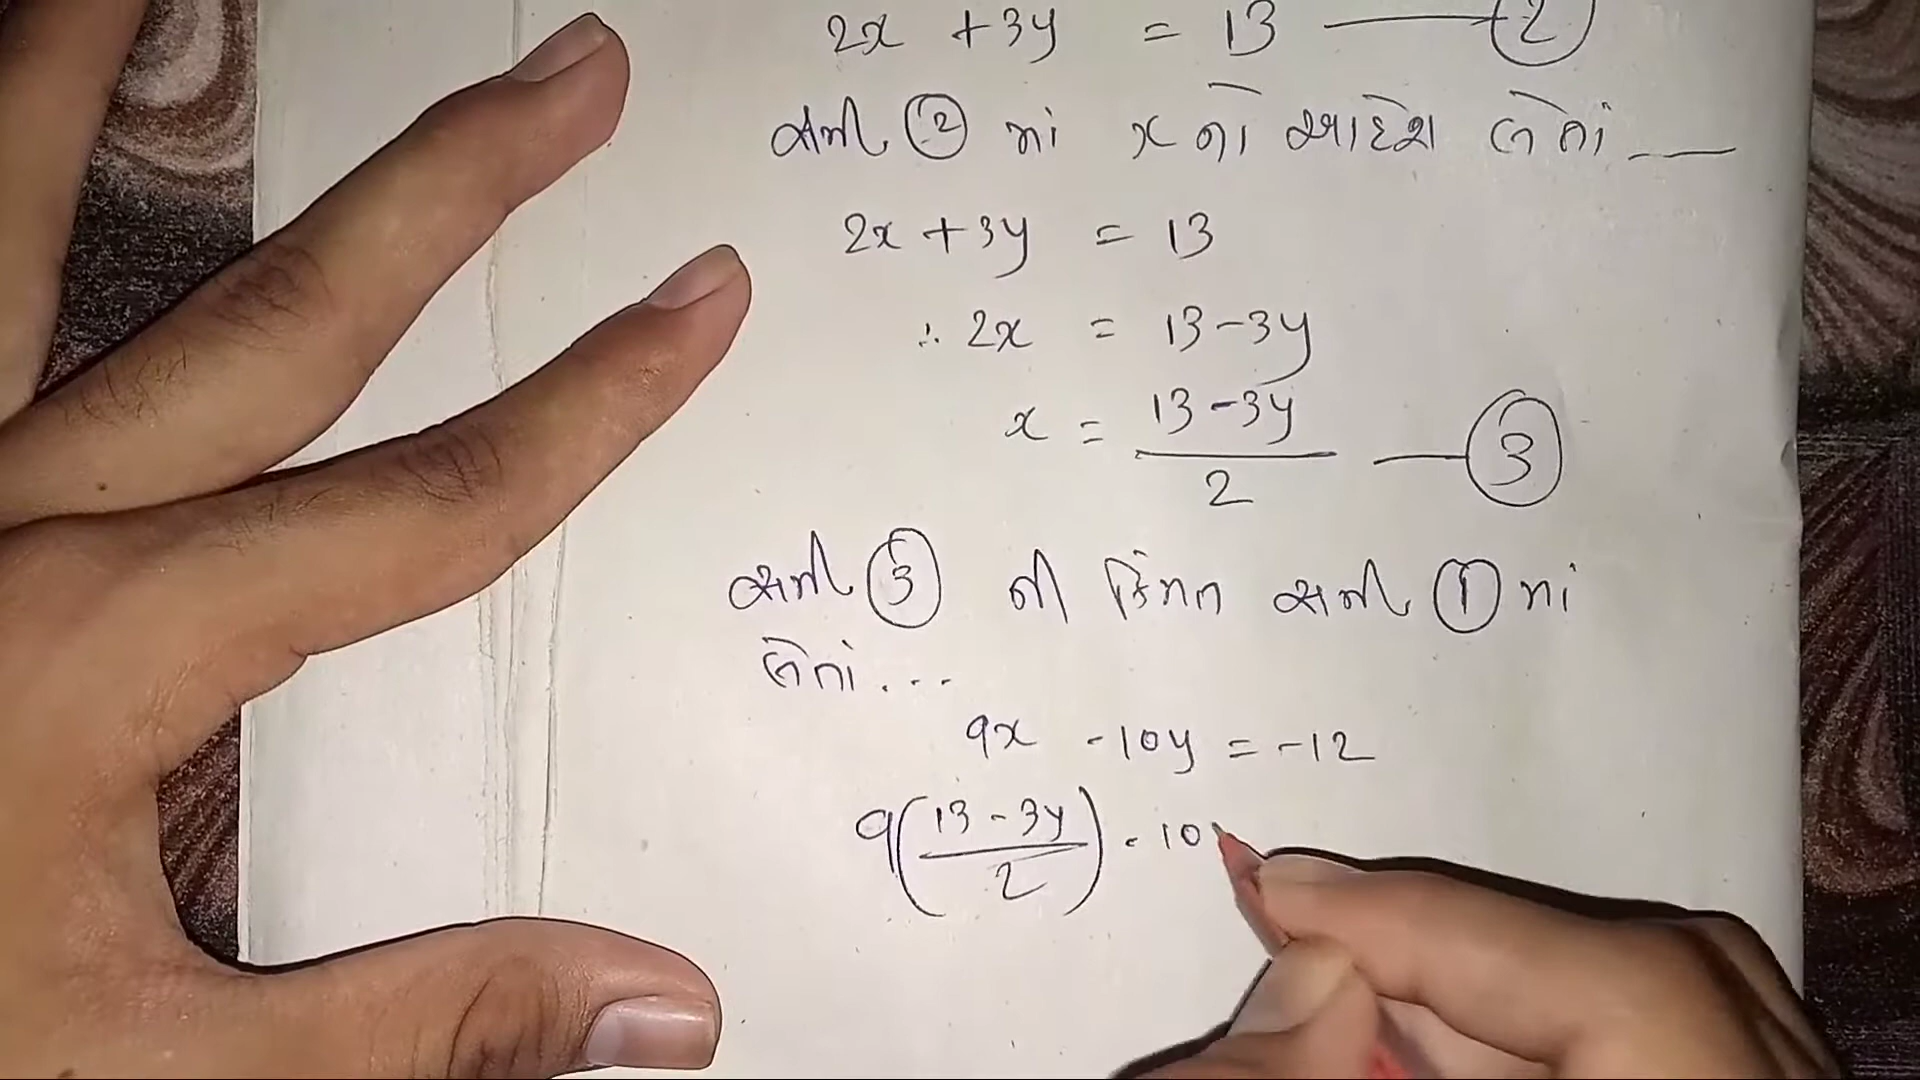 2x + 3y = 13 — ②
સમી ② માં x નો આદેશ લેતાં —
2x + 3y = 13
∴ 2x = 13 - 3y
x = (13 - 3y)/2 — ③
સમી ③ ની કિંમત સમી ① માં
લેતાં...
9x - 10y = -12
9((13 - 3y)/2) - 10